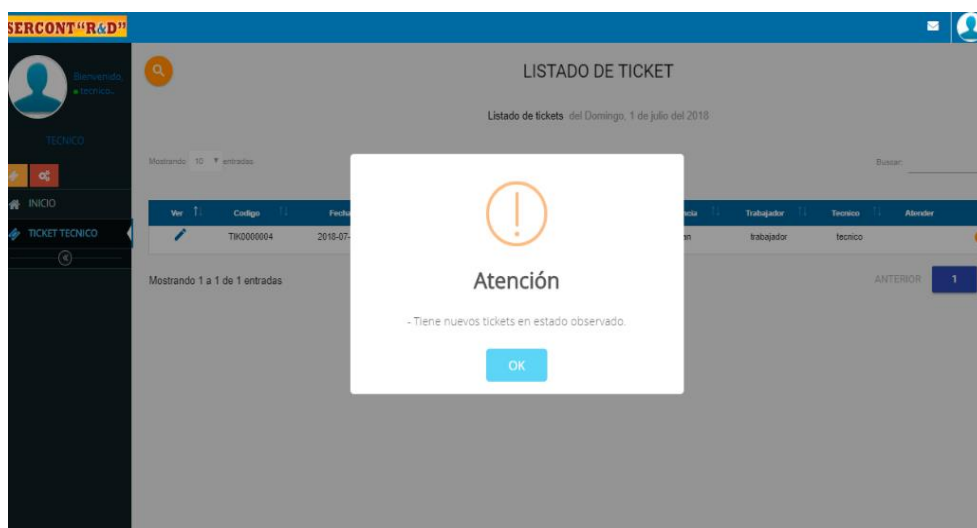 SERCONT "R&D"
Bienvenido,
tecnico..
TECNICO
INICIO
TICKET TECNICO
LISTADO DE TICKET
Listado de tickets del Domingo, 1 de julio del 2018
Mostrando 10 entradas
Buscar:
Ver Codigo Fecha Trabajador Tecnico Atender
TIK0000004 2018-07- trabajador tecnico
Mostrando 1 a 1 de 1 entradas
ANTERIOR 1
Atención
- Tiene nuevos tickets en estado observado.
OK